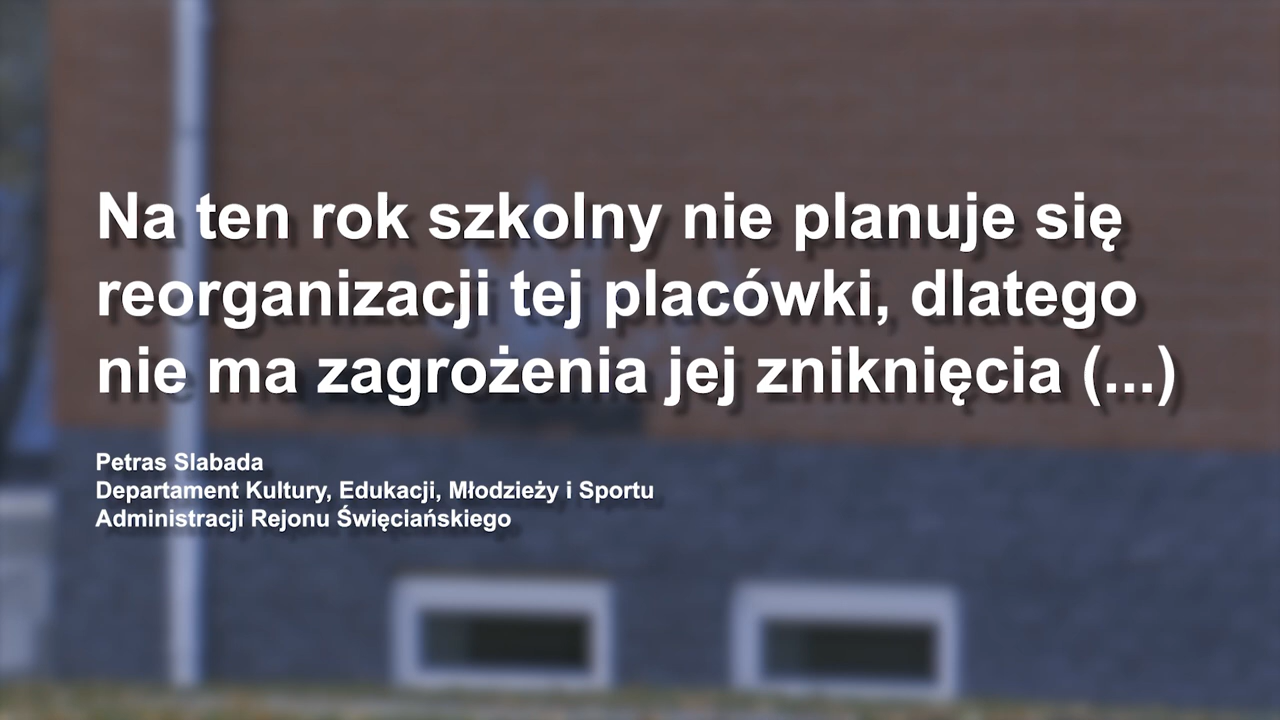 Na ten rok szkolny nie planuje się
reorganizacji tej placówki, dlatego
nie ma zagrożenia jej zniknięcia (...)
Petras Slabada
Departament Kultury, Edukacji, Młodzieży i Sportu
Administracji Rejonu Święciańskiego